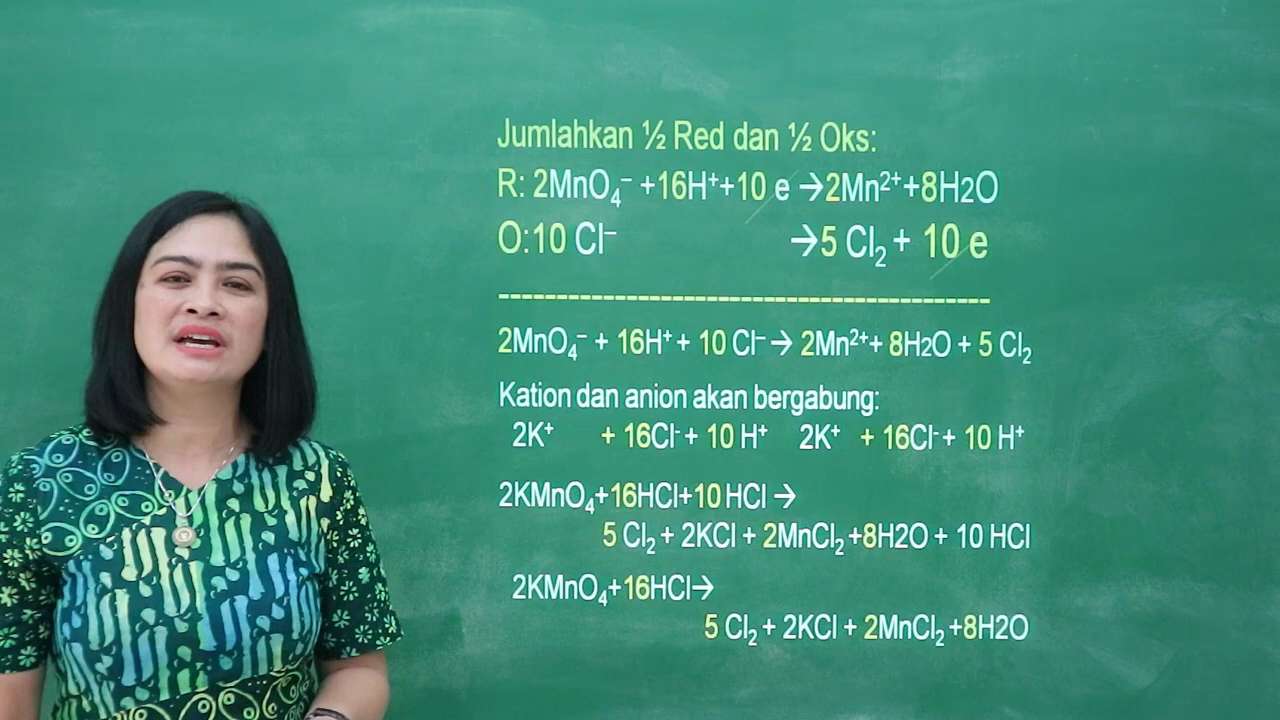 Jumlahkan ½ Red dan ½ Oks:
R: 2MnO₄⁻ +16H⁺+10 e →2Mn²⁺+8H2O
O:10 Cl⁻ →5 Cl₂ + 10 e
-------------------------------------------
2MnO₄⁻ + 16H⁺ + 10 Cl⁻→ 2Mn²⁺+ 8H2O + 5 Cl₂
Kation dan anion akan bergabung:
2K⁺ + 16Cl⁻+ 10 H⁺ 2K⁺ + 16Cl⁻+ 10 H⁺
2KMnO₄+16HCl+10 HCl →
5 Cl₂ + 2KCl + 2MnCl₂ +8H2O + 10 HCl
2KMnO₄+16HCl→
5 Cl₂ + 2KCl + 2MnCl₂ +8H2O